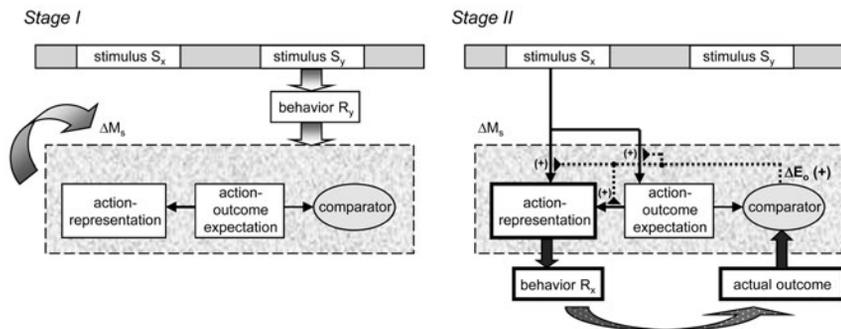 Stage I
stimulus Sx
stimulus Sy
behavior Ry
ΔMs
action-
representation
action-
outcome
expectation
comparator
Stage II
stimulus Sx
stimulus Sy
ΔMs
(+)
(+)
(+)
ΔEo (+)
action-
representation
action-
outcome
expectation
comparator
behavior Rx
actual outcome